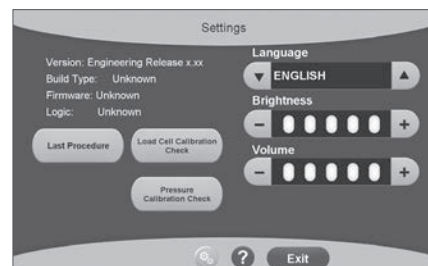 Settings
Version: Engineering Release x.xx
Build Type: Unknown
Firmware: Unknown
Logic: Unknown
Last Procedure
Load Cell Calibration
Check
Pressure
Calibration Check
Language
ENGLISH
Brightness
Volume
?
Exit